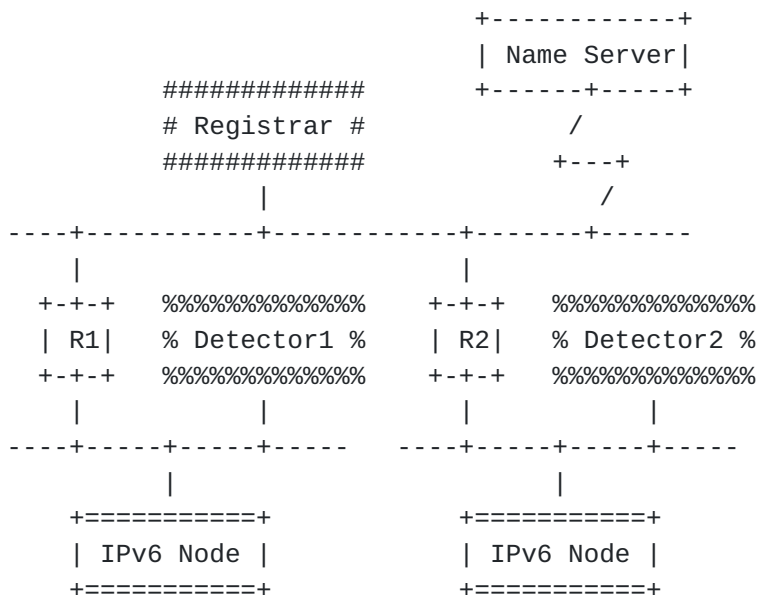 +------------+
                              | Name Server|
          #############       +------+-----+
          # Registrar #             /
          #############            +---+
                |                     /
----+-----------+------------+-------+------
    |                        |
  +-+-+   %%%%%%%%%%%%%    +-+-+   %%%%%%%%%%%%%
  | R1|   % Detector1 %    | R2|   % Detector2 %
  +-+-+   %%%%%%%%%%%%%    +-+-+   %%%%%%%%%%%%%
    |           |            |           |
----+-----+-----+-----   ----+-----+-----+-----
          |                        |
    +===========+            +===========+
    | IPv6 Node |            | IPv6 Node |
    +===========+            +===========+